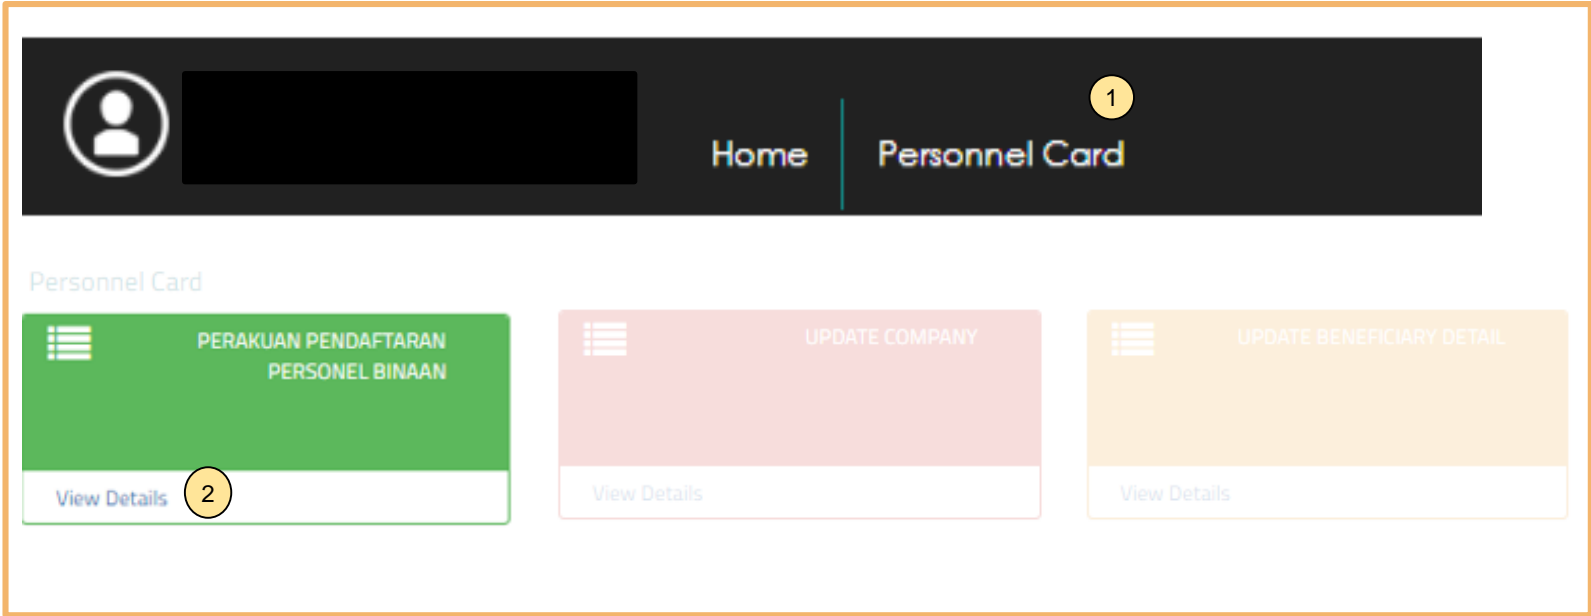 1
Home
Personnel Card
Personnel Card
PERAKUAN PENDAFTARAN
PERSONEL BINAAN
View Details
2
UPDATE COMPANY
View Details
UPDATE BENEFICIARY DETAIL
View Details